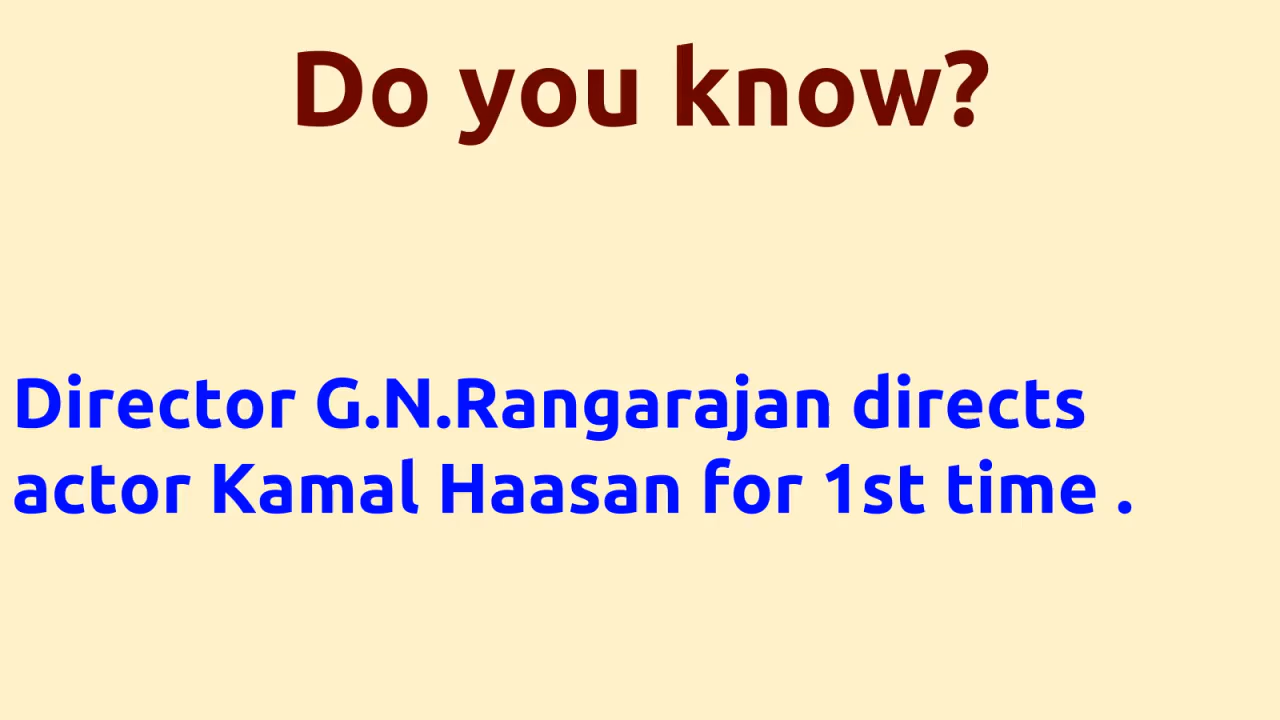 Do you know?
Director G.N.Rangarajan directs
actor Kamal Haasan for 1st time .